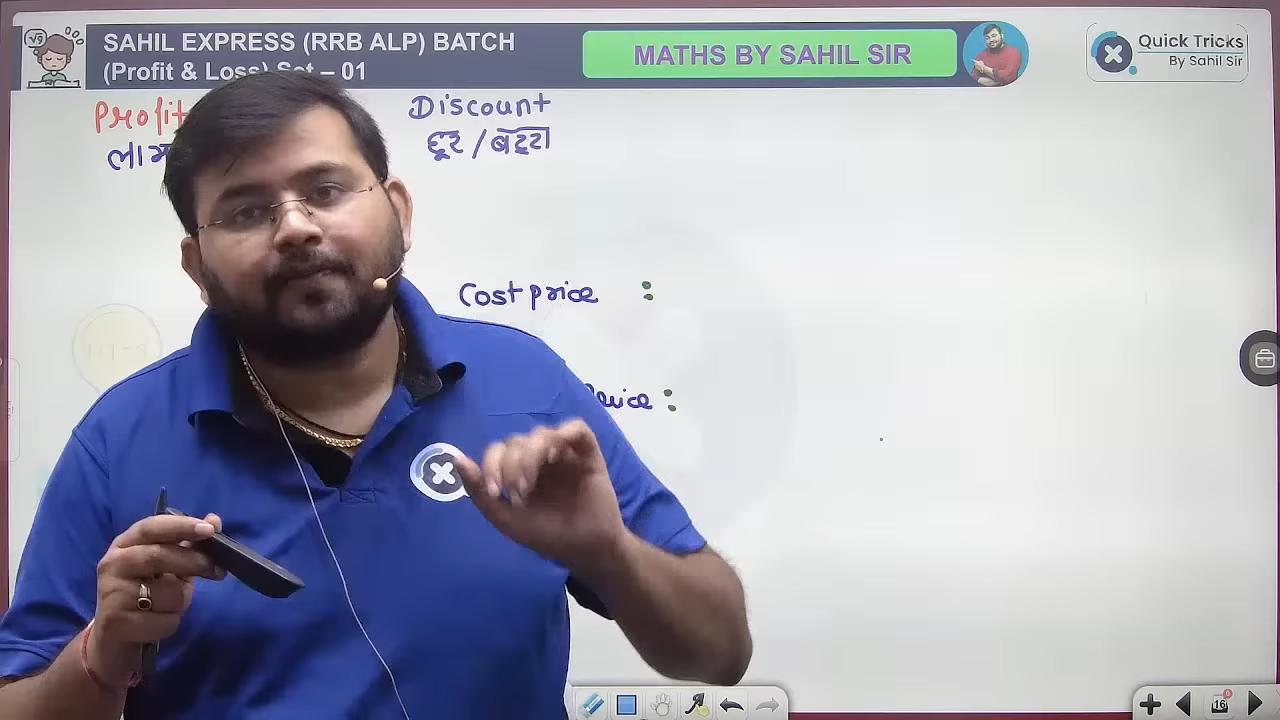 SAHIL EXPRESS (RRB ALP) BATCH
(Profit & Loss) Set – 01
MATHS BY SAHIL SIR
Quick Tricks
By Sahil Sir
Profit
Discount
छूट / बट्टा
Cost price :
16